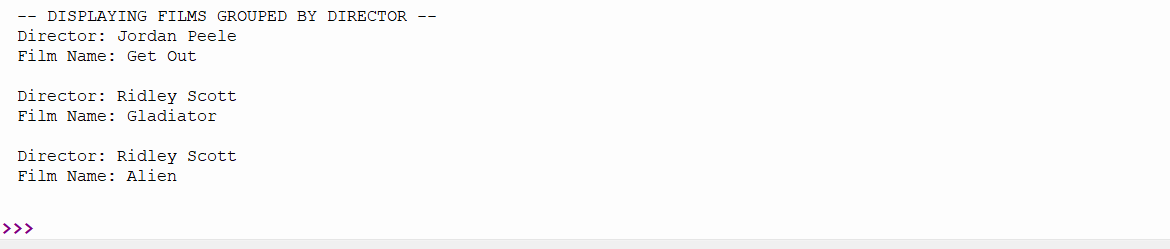 -- DISPLAYING FILMS GROUPED BY DIRECTOR --
Director: Jordan Peele
Film Name: Get Out
Director: Ridley Scott
Film Name: Gladiator
Director: Ridley Scott
Film Name: Alien
>>>